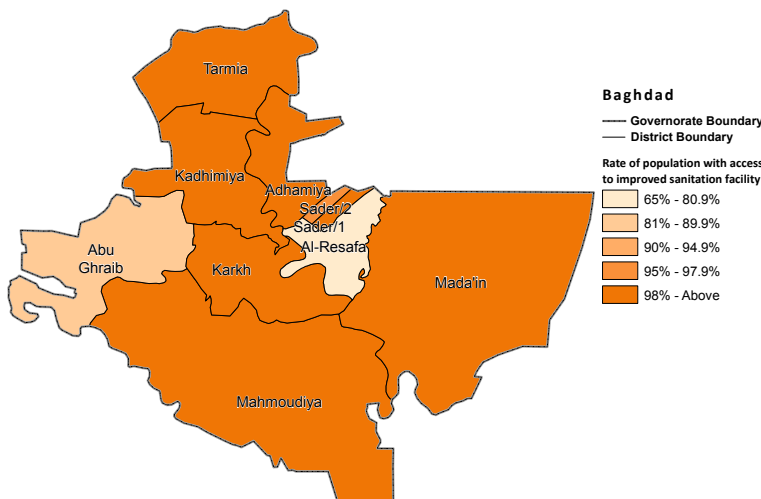 Tarmia
Kadhimiya
Adhamiya
Sader/2
Sader/1
Al-Resafa
Abu
Ghraib
Karkh
Mada'in
Mahmoudiya
Baghdad
Governorate Boundary
District Boundary
Rate of population with access
to improved sanitation facility
65% - 80.9%
81% - 89.9%
90% - 94.9%
95% - 97.9%
98% - Above